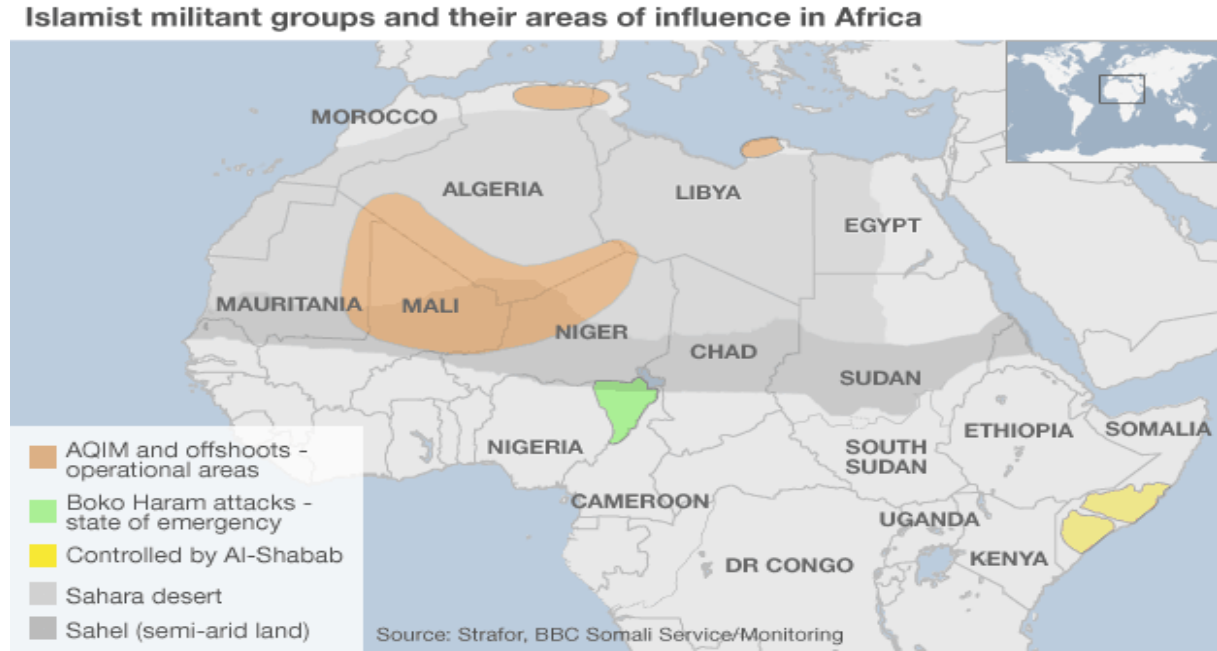 Islamist militant groups and their areas of influence in Africa
MOROCCO
ALGERIA
LIBYA
EGYPT
MAURITANIA
MALI
NIGER
CHAD
SUDAN
NIGERIA
ETHIOPIA
SOMALIA
SOUTH
SUDAN
CAMEROON
UGANDA
DR CONGO
KENYA
AQIM and offshoots -
operational areas
Boko Haram attacks -
state of emergency
Controlled by Al-Shabab
Sahara desert
Sahel (semi-arid land)
Source: Strafor, BBC Somali Service/Monitoring